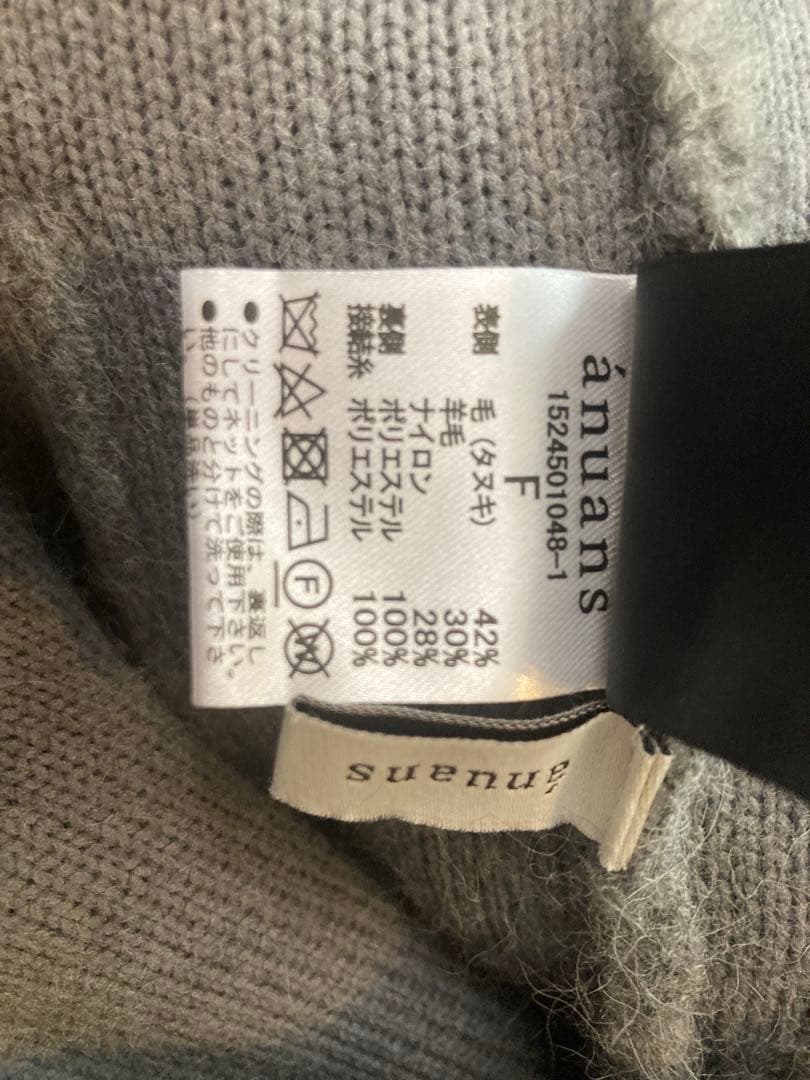 ánuans
1524501048-1
F
表側 毛(タヌキ) 42%
羊毛 30%
ナイロン 28%
裏側 ポリエステル 100%
接結糸 ポリエステル 100%
F
W
●クリーニングの際は、裏返し
にしてネットをご使用下さい。
●他のものと分けて洗って下さ
い
ánuans